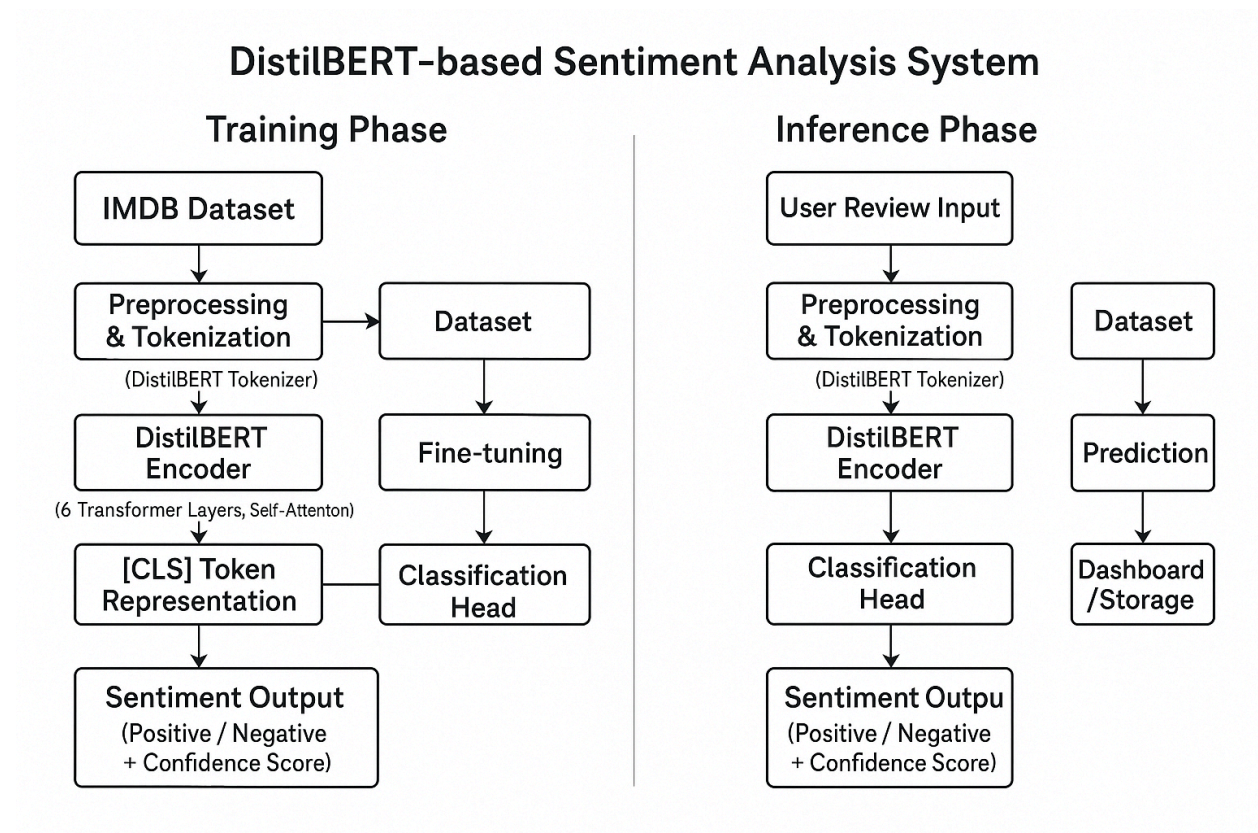 DistilBERT-based Sentiment Analysis System
Training Phase
IMDB Dataset
Preprocessing
& Tokenization
(DistilBERT Tokenizer)
DistilBERT
Encoder
(6 Transformer Layers, Self-Attenton)
[CLS] Token
Representation
Sentiment Output
(Positive / Negative
+ Confidence Score)
Dataset
Fine-tuning
Classification
Head
Inference Phase
User Review Input
Preprocessing
& Tokenization
(DistilBERT Tokenizer)
DistilBERT
Encoder
Classification
Head
Sentiment Outpu
(Positive / Negative
+ Confidence Score)
Dataset
Prediction
Dashboard
/Storage